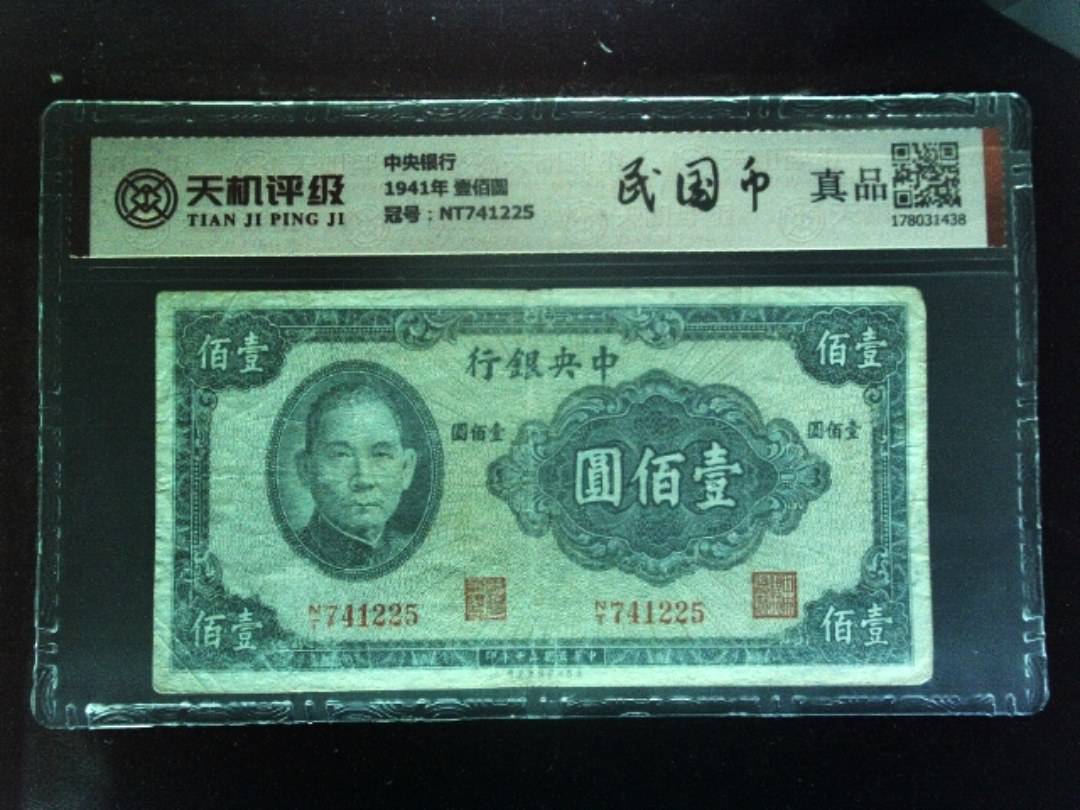 天机评级
TIAN JI PING JI
中央银行
1941年 壹佰圆
冠号：NT741225
民国币
真品
178031438
壹佰
壹佰
中央銀行
壹佰圓
壹佰圓
壹佰圓
N/T 741225
N/T 741225
壹佰
壹佰